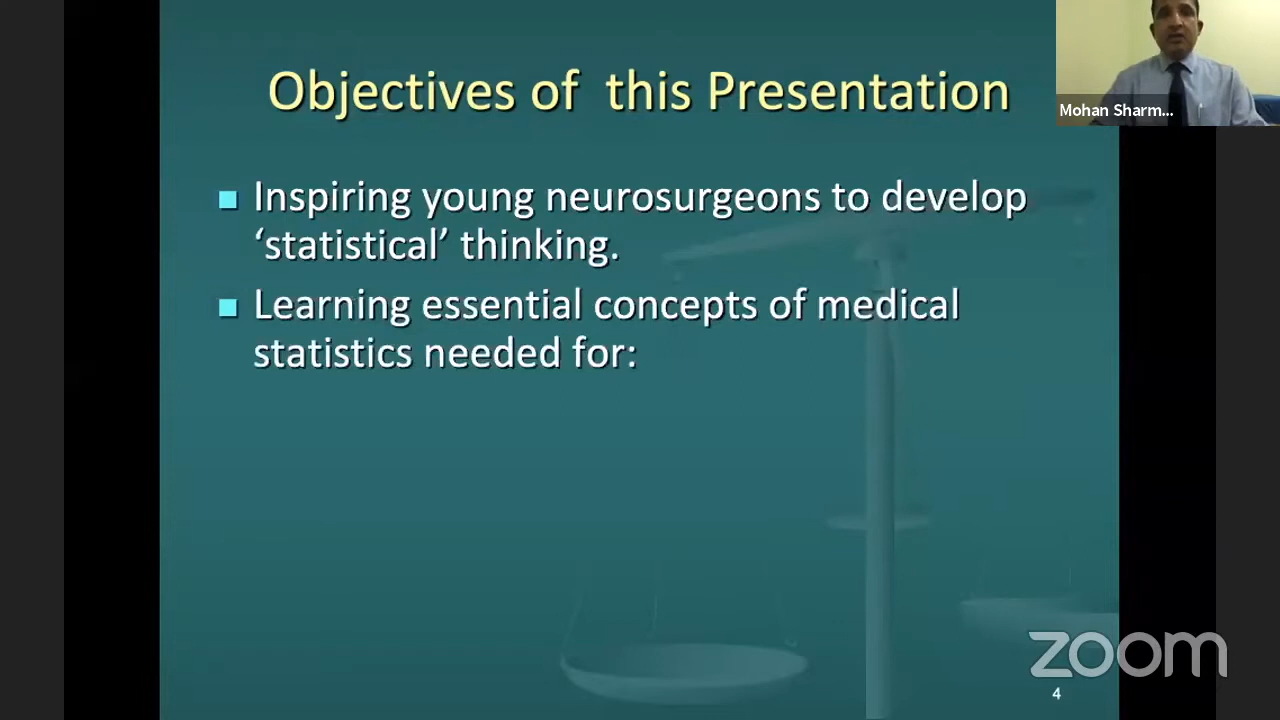 Objectives of  this Presentation
Mohan Sharm...
Inspiring young neurosurgeons to develop
‘statistical’ thinking.
Learning essential concepts of medical
statistics needed for:
zoom
4